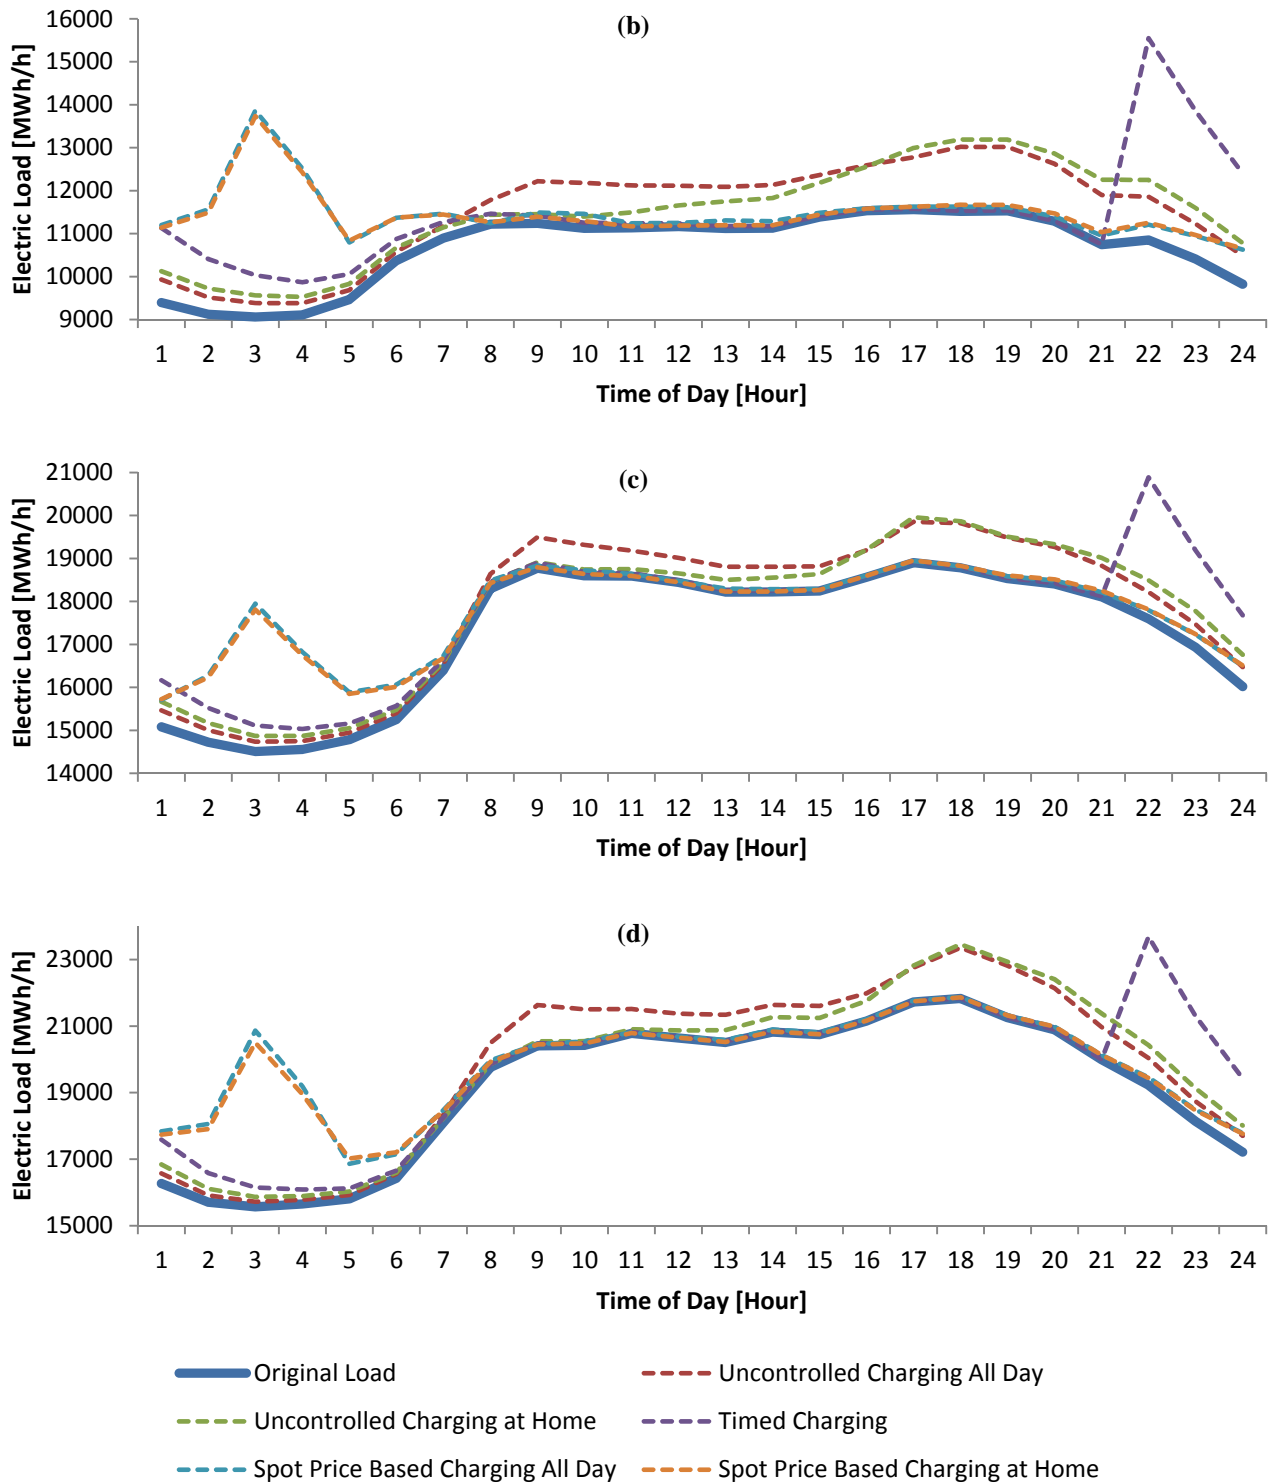 (b)
Electric Load [MWh/h]
16000
15000
14000
13000
12000
11000
10000
9000
1 2 3 4 5 6 7 8 9 10 11 12 13 14 15 16 17 18 19 20 21 22 23 24
Time of Day [Hour]
(c)
Electric Load [MWh/h]
21000
20000
19000
18000
17000
16000
15000
14000
1 2 3 4 5 6 7 8 9 10 11 12 13 14 15 16 17 18 19 20 21 22 23 24
Time of Day [Hour]
(d)
Electric Load [MWh/h]
23000
21000
19000
17000
15000
1 2 3 4 5 6 7 8 9 10 11 12 13 14 15 16 17 18 19 20 21 22 23 24
Time of Day [Hour]
Original Load
Uncontrolled Charging All Day
Uncontrolled Charging at Home
Timed Charging
Spot Price Based Charging All Day
Spot Price Based Charging at Home